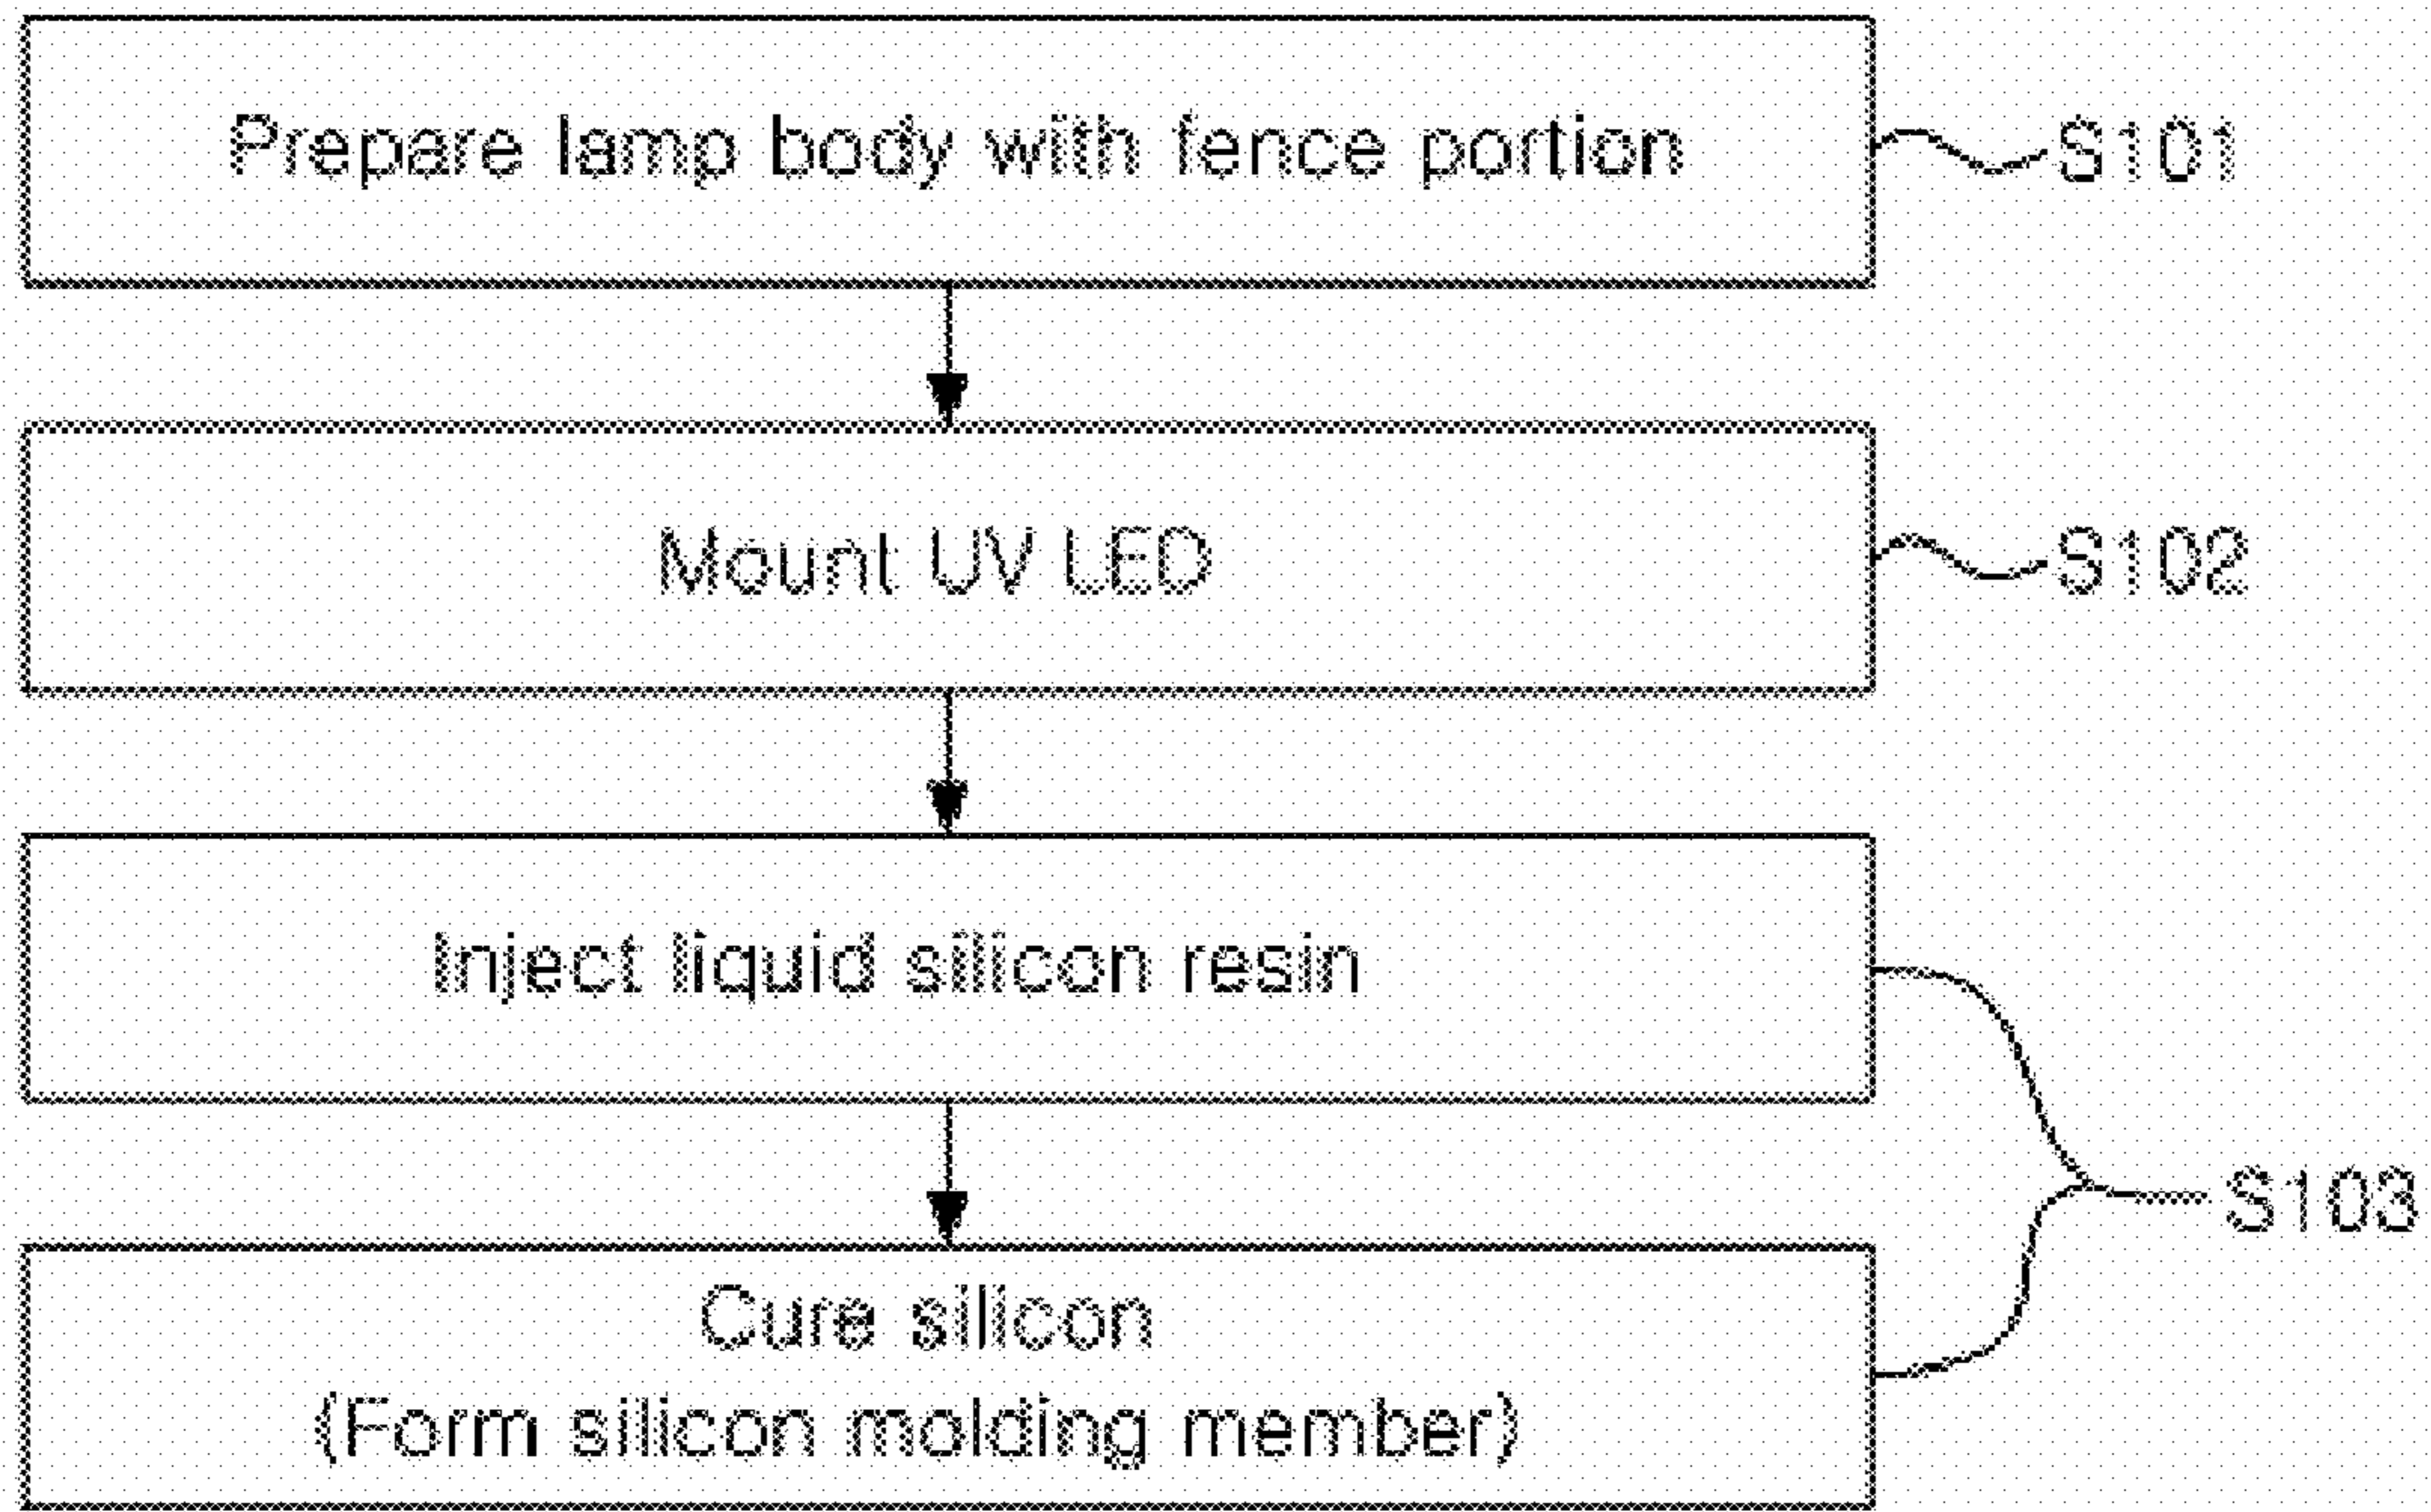 Prepare lamp body with fence portion
S101
Mount UV LED
S102
Inject liquid silicon resin
S103
Cure silicon
(Form silicon molding member)